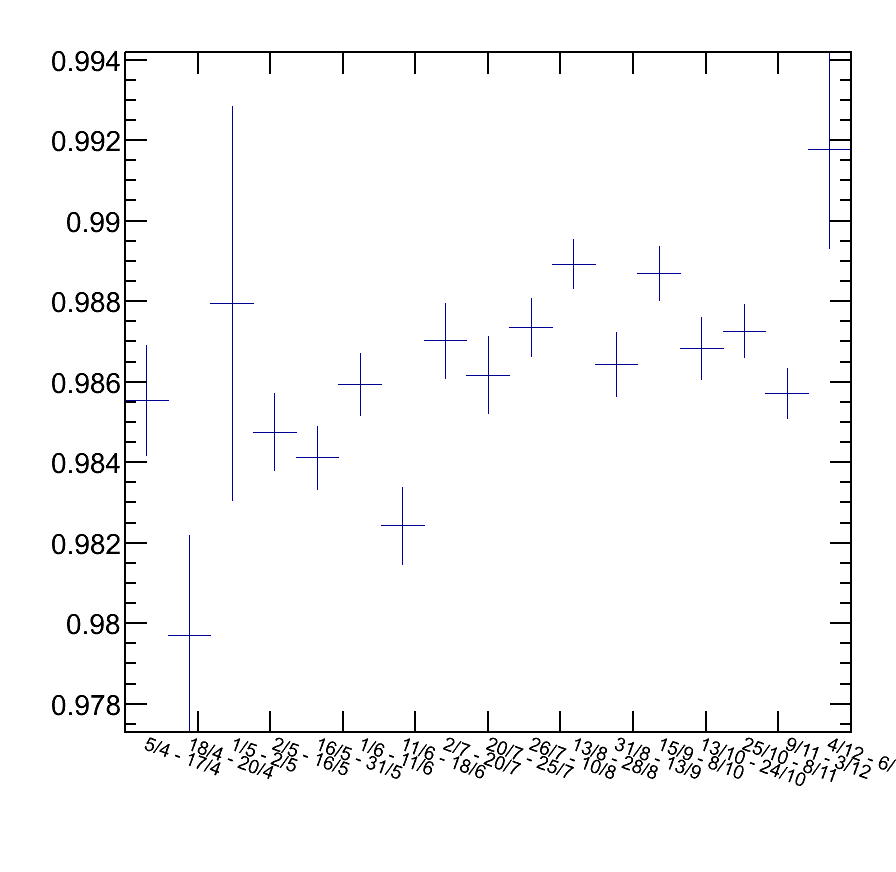 0.994
0.992
0.99
0.988
0.986
0.984
0.982
0.98
0.978
5/4 - 17/4
18/4 - 20/4
1/5 - 2/5
2/5 - 16/5
16/5 - 31/5
1/6 - 11/6
11/6 - 18/6
2/7 - 20/7
20/7 - 25/7
26/7 - 10/8
13/8 - 28/8
31/8 - 13/9
15/9 - 8/10
13/10 - 24/10
25/10 - 8/11
9/11 - 3/12
4/12 - 6/